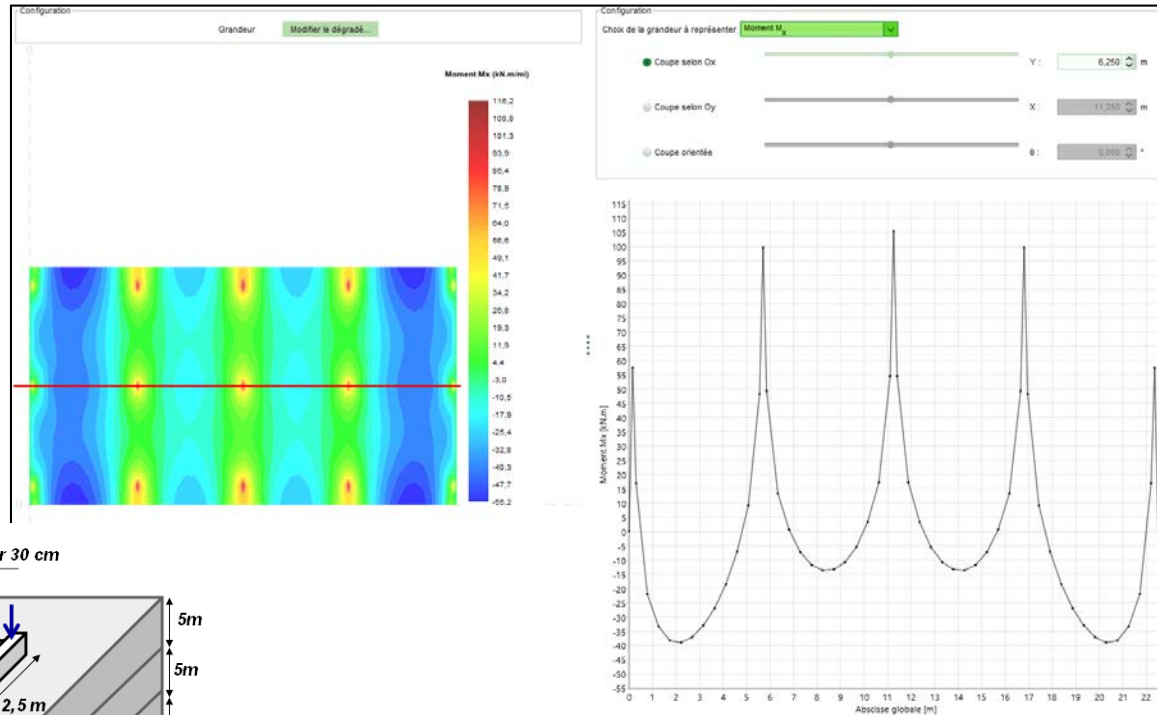 Configuration
Grandeur
Modifier le dégradé...
Moment Mx (kN.m/ml)
116,2
108,8
101,3
93,9
86,4
78,9
71,5
64,0
56,6
49,1
41,7
34,2
26,8
19,3
11,9
4,4
-3,0
-10,5
-17,9
-25,4
-32,8
-40,3
-47,7
-55,2
0
0
Configuration
Choix de la grandeur à représenter
Moment Mx
Coupe selon Ox
Y :
6,250
m
Coupe selon Oy
X :
11,250
m
Coupe orientée
θ :
0,000
°
115
110
105
100
95
90
85
80
75
70
65
60
55
50
45
40
35
30
25
20
15
10
5
0
-5
-10
-15
-20
-25
-30
-35
-40
-45
-50
-55
Moment Mx [kN.m]
0 1 2 3 4 5 6 7 8 9 10 11 12 13 14 15 16 17 18 19 20 21 22
Abscisse globale [m]
r 30 cm
5m
5m
2,5 m